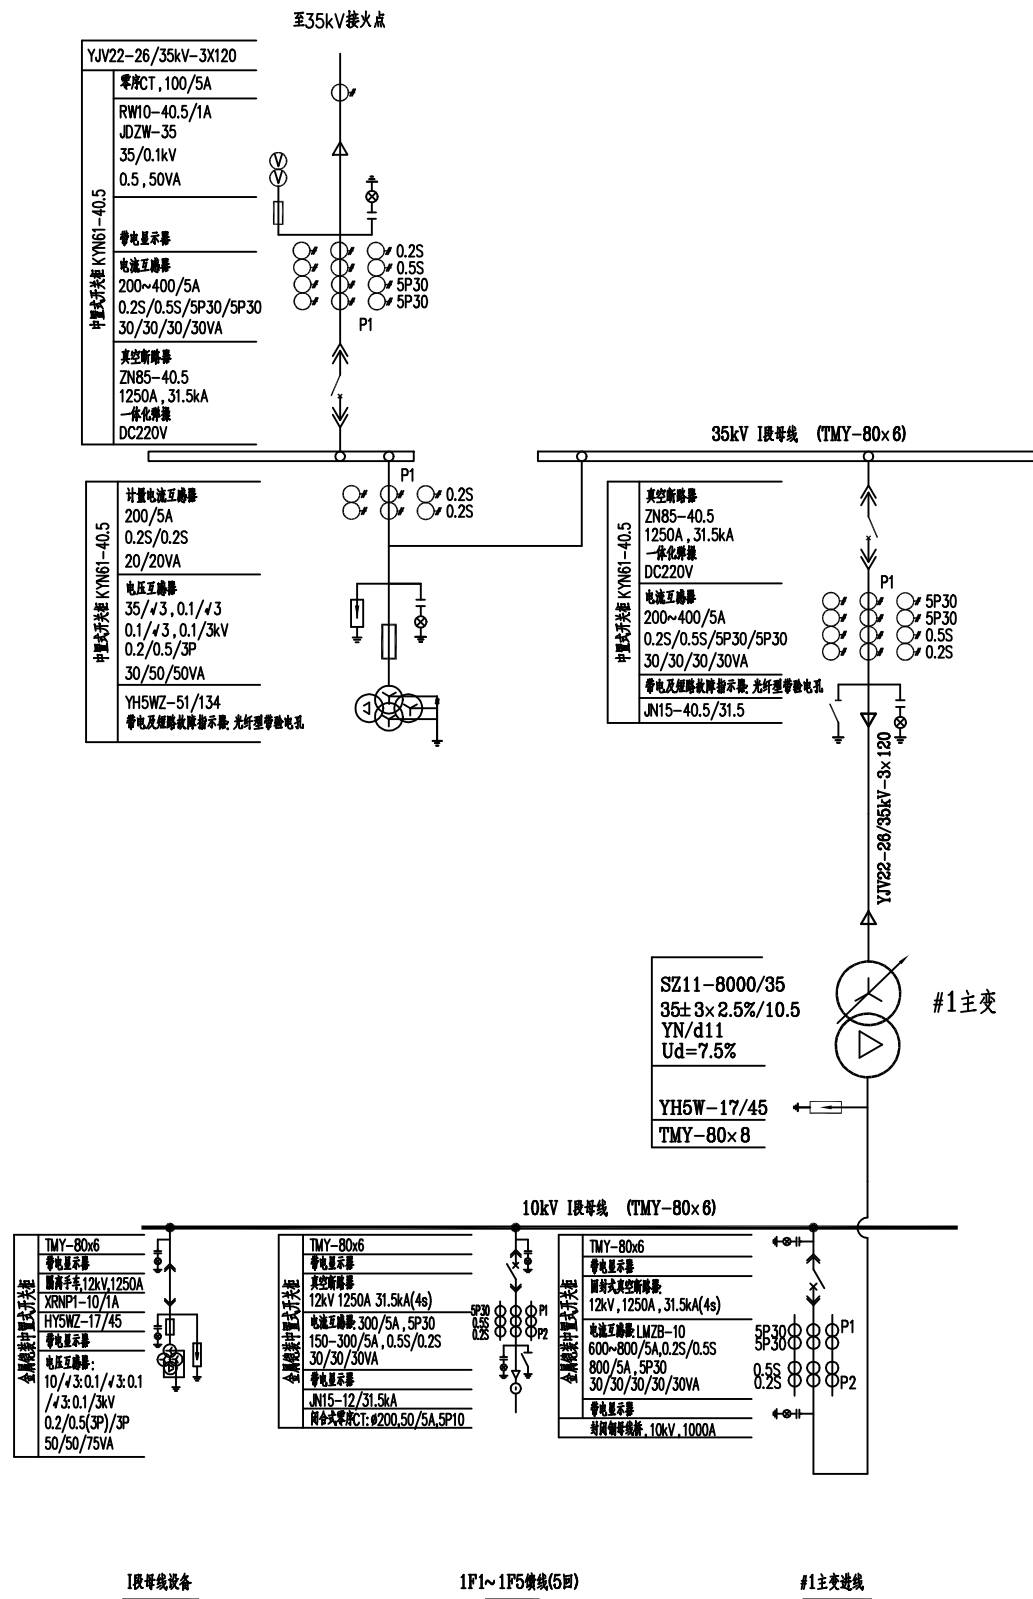 至35kV接火点
YJV22-26/35kV-3X120
中置式开关柜 KYN61-40.5
零序CT,100/5A
RW10-40.5/1A
JDZW-35
35/0.1kV
0.5,50VA
带电显示器
电流互感器
200~400/5A
0.2S/0.5S/5P30/5P30
30/30/30/30VA
真空断路器
ZN85-40.5
1250A,31.5kA
一体化弹操
DC220V
V
V
0.2S
0.5S
5P30
5P30
P1
35kV I段母线 (TMY-80×6)
中置式开关柜 KYN61-40.5
计量电流互感器
200/5A
0.2S/0.2S
20/20VA
电压互感器
35/√3,0.1/√3
0.1/√3,0.1/3kV
0.2/0.5/3P
30/50/50VA
YH5WZ-51/134
带电及短路故障指示器:光纤型带验电孔
P1
0.2S
0.2S
中置式开关柜 KYN61-40.5
真空断路器
ZN85-40.5
1250A,31.5kA
一体化弹操
DC220V
电流互感器
200~400/5A
0.2S/0.5S/5P30/5P30
30/30/30/30VA
带电及短路故障指示器:光纤型带验电孔
JN15-40.5/31.5
P1
5P30
5P30
0.5S
0.2S
YJV22-26/35kV-3×120
SZ11-8000/35
35±3×2.5%/10.5
YN/d11
Ud=7.5%
YH5W-17/45
TMY-80×8
#1主变
10kV I段母线 (TMY-80×6)
金属铠装中置式开关柜
TMY-80x6
带电显示器
隔离手车,12kV,1250A
XRNP1-10/1A
HY5WZ-17/45
带电显示器
电压互感器:
10/√3:0.1/√3:0.1
/√3:0.1/3kV
0.2/0.5(3P)/3P
50/50/75VA
金属铠装中置式开关柜
TMY-80x6
带电显示器
真空断路器
12kV 1250A 31.5kA(4s)
电流互感器:300/5A,5P30
150-300/5A,0.5S/0.2S
30/30/30VA
带电显示器
JN15-12/31.5kA
闭合式零序CT:ø200,50/5A,5P10
5P30
0.5S
0.2S
P1
P2
金属铠装中置式开关柜
TMY-80x6
带电显示器
固封式真空断路器:
12kV,1250A,31.5kA(4s)
电流互感器:LMZB-10
600~800/5A,0.2S/0.5S
800/5A,5P30
30/30/30/30/30VA
带电显示器
封闭铜母线桥,10kV,1000A
5P30
5P30
0.5S
0.2S
P1
P2
I段母线设备
1F1~1F5馈线(5回)
#1主变进线